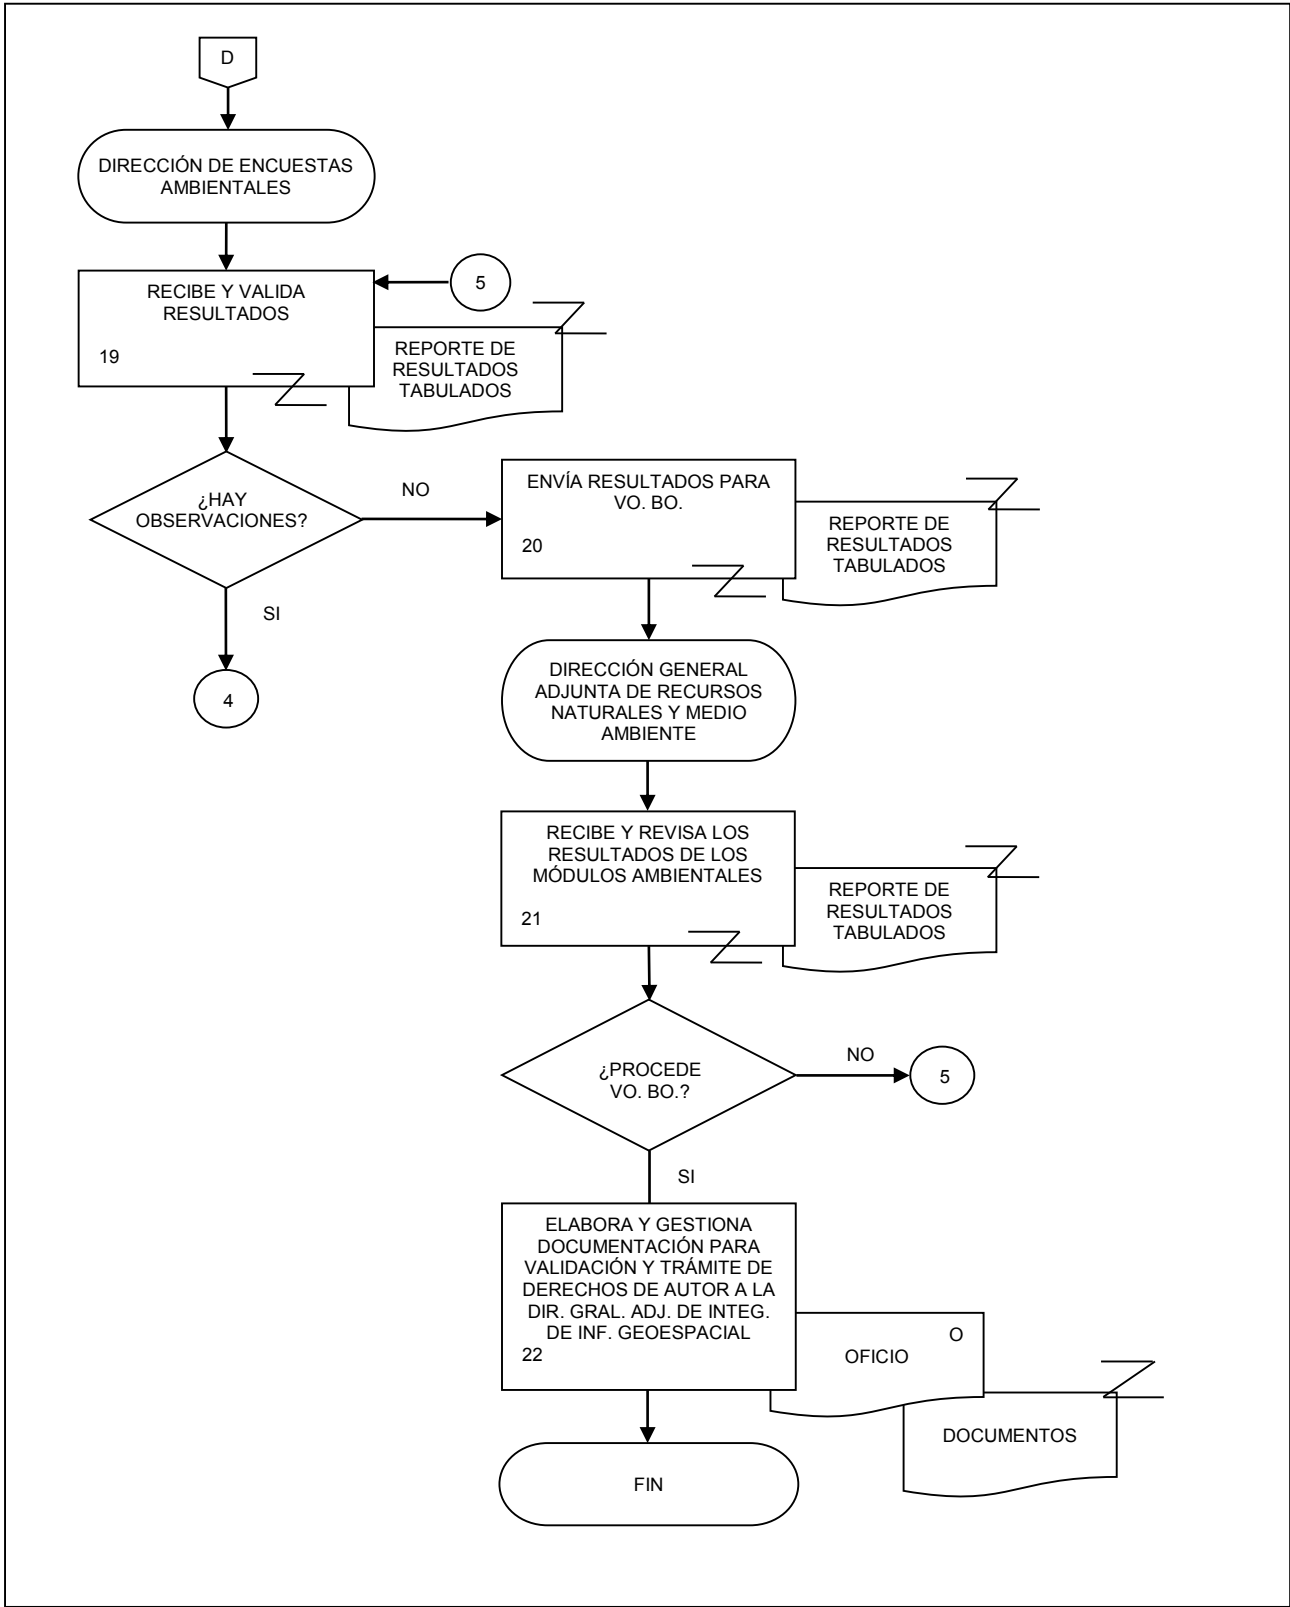 D
DIRECCIÓN DE ENCUESTAS
AMBIENTALES
RECIBE Y VALIDA
RESULTADOS
19
5
REPORTE DE
RESULTADOS
TABULADOS
¿HAY
OBSERVACIONES?
NO
SI
4
ENVÍA RESULTADOS PARA
VO. BO.
20
REPORTE DE
RESULTADOS
TABULADOS
DIRECCIÓN GENERAL
ADJUNTA DE RECURSOS
NATURALES Y MEDIO
AMBIENTE
RECIBE Y REVISA LOS
RESULTADOS DE LOS
MÓDULOS AMBIENTALES
21
REPORTE DE
RESULTADOS
TABULADOS
¿PROCEDE
VO. BO.?
NO
5
SI
ELABORA Y GESTIONA
DOCUMENTACIÓN PARA
VALIDACIÓN Y TRÁMITE DE
DERECHOS DE AUTOR A LA
DIR. GRAL. ADJ. DE INTEG.
DE INF. GEOESPACIAL
22
O
OFICIO
DOCUMENTOS
FIN